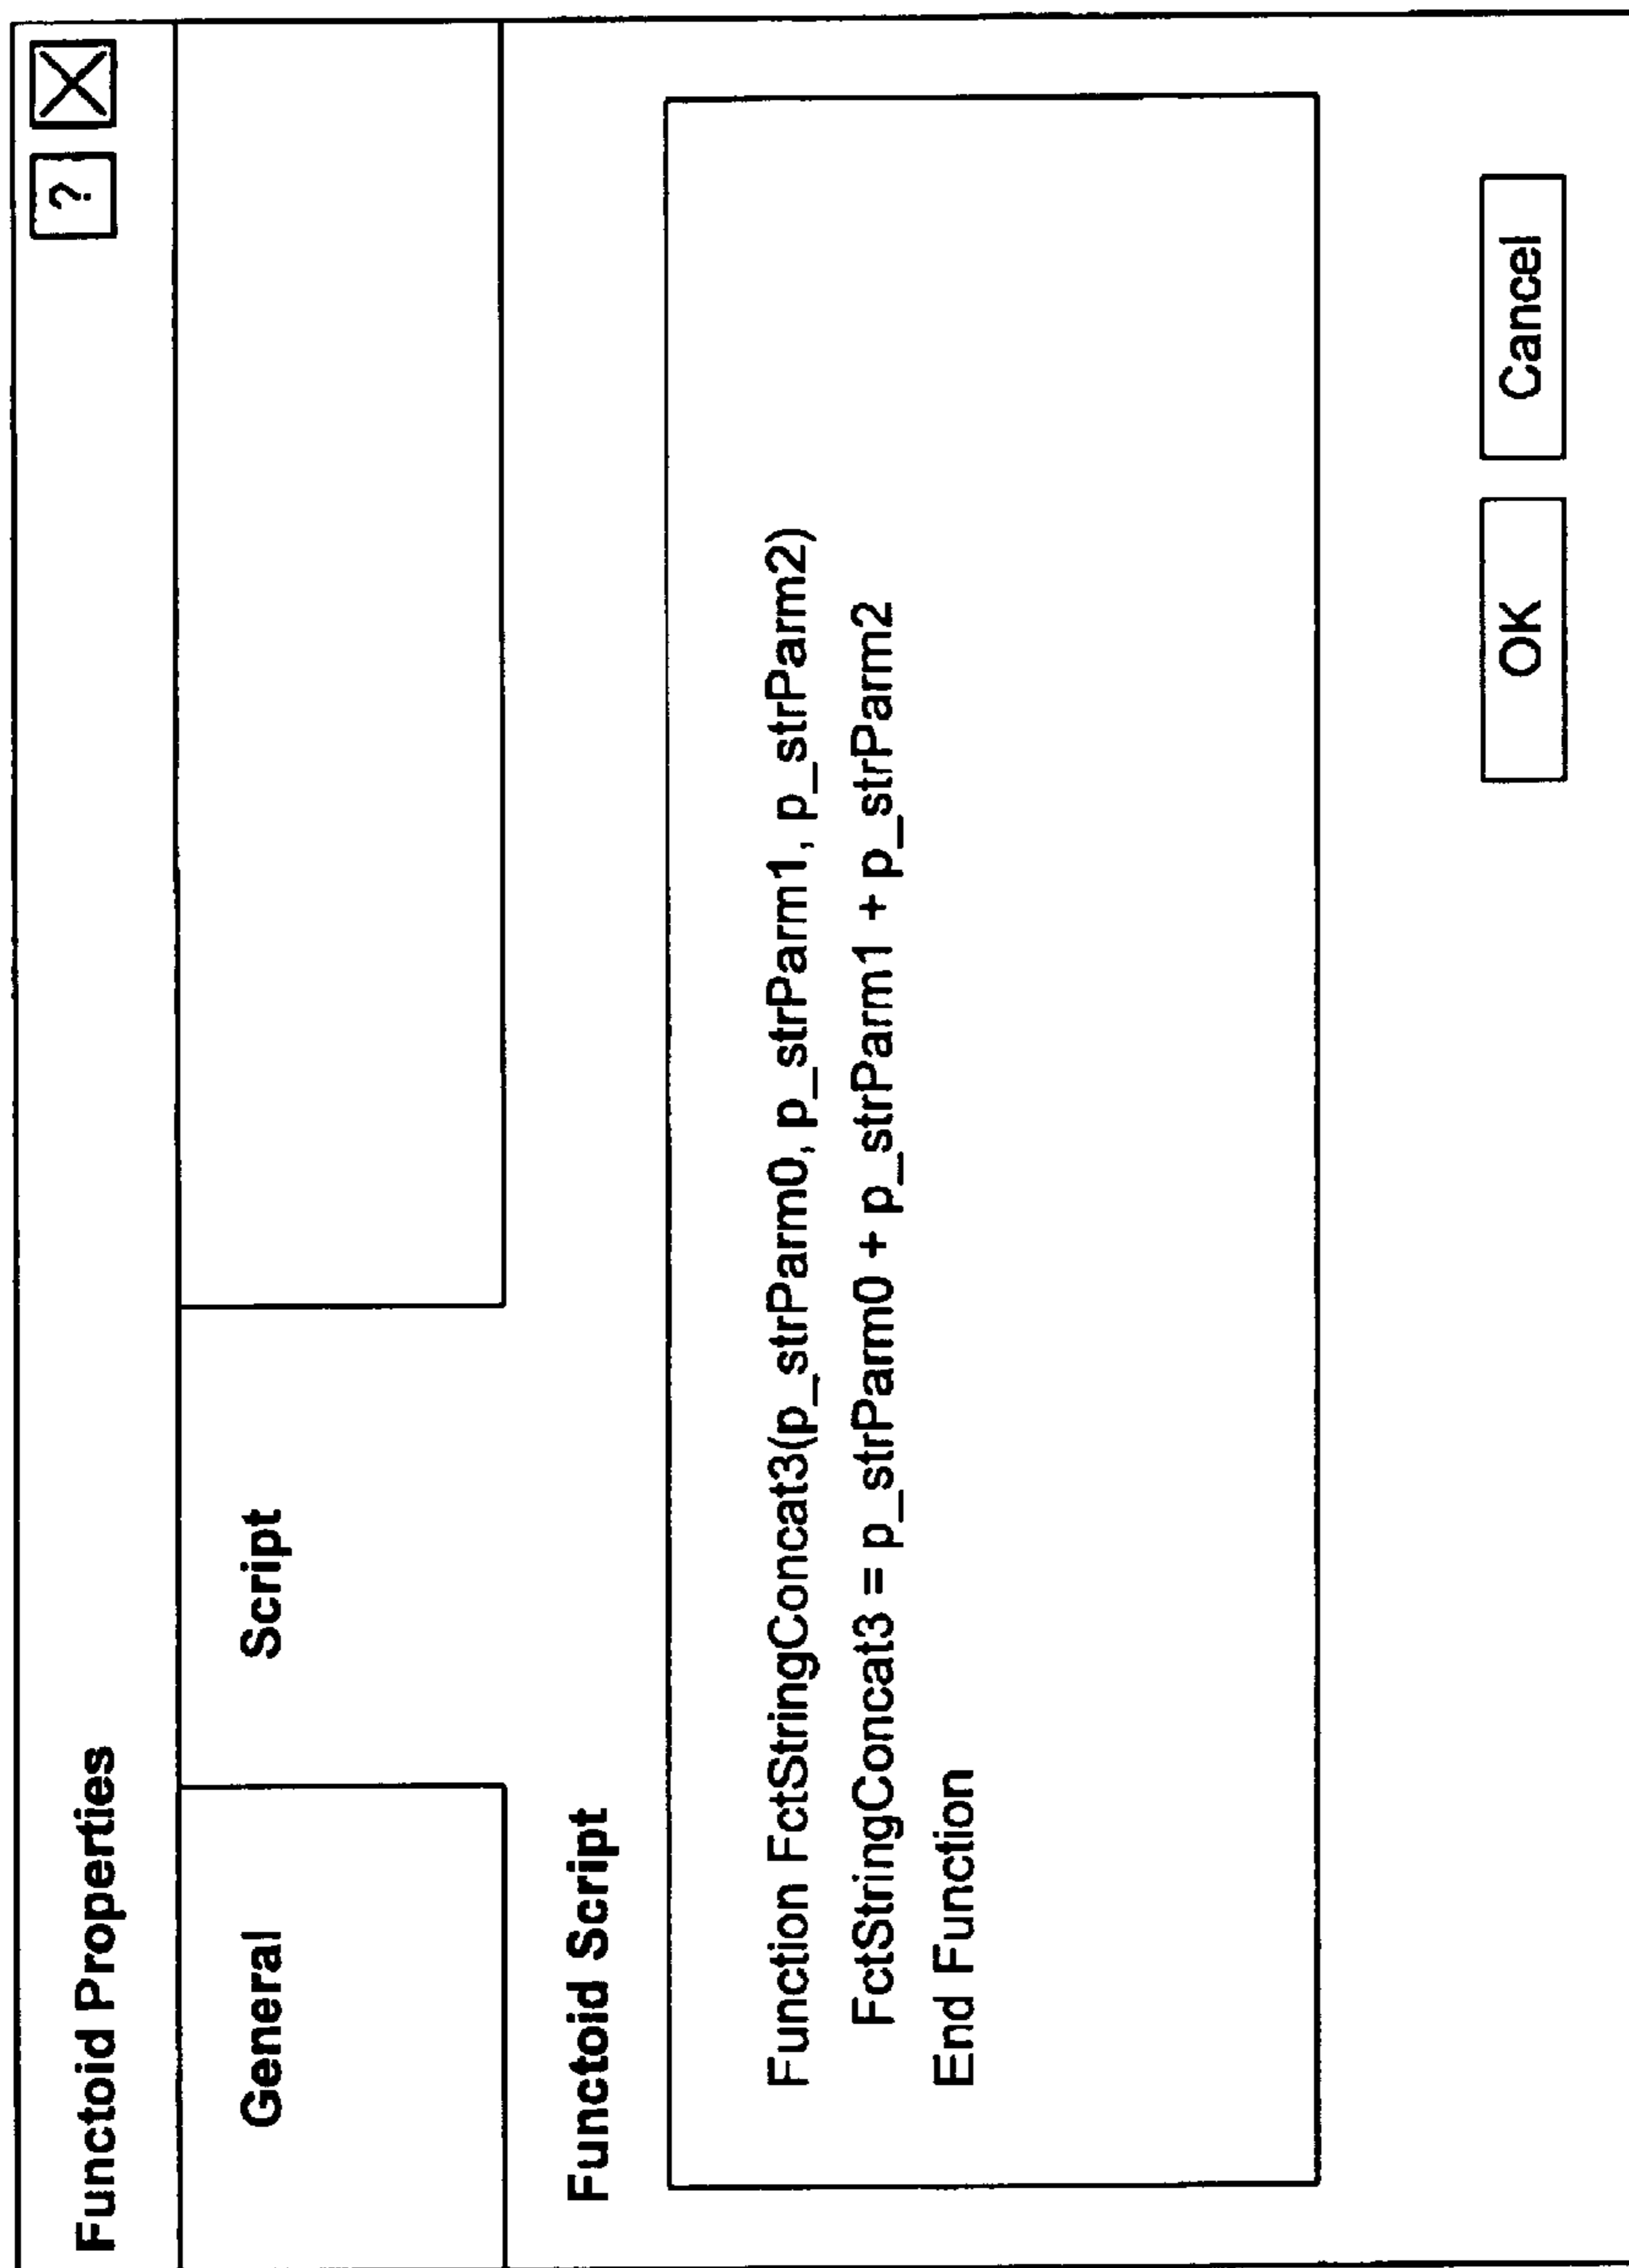 Functoid Properties ? X
General Script
Functoid Script
Function FctStringConcat3(p_strParm0, p_strParm1, p_strParm2)
FctStringConcat3 = p_strParm0 + p_strParm1 + p_strParm2
End Function
OK Cancel